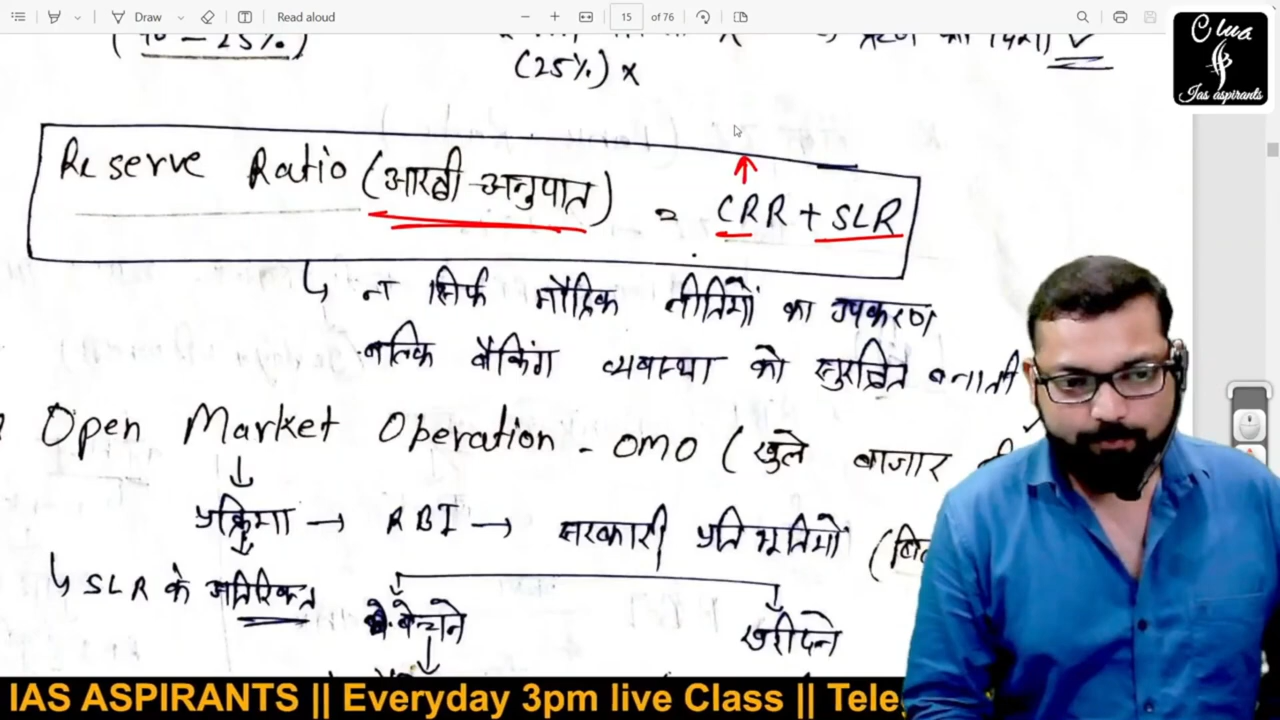 Draw
Read aloud
15 of 76
Clua
Ias aspirants
(25%) x
Reserve Ratio (आरक्षी अनुपात) = CRR + SLR
↳ ना सिर्फ मौद्रिक नीतियों का उपकरण
बल्कि बैंकिंग व्यवस्था को सुरक्षित बनाती
Open Market Operation - OMO (खुले बाजार
प्रक्रिया → RBI → सरकारी प्रतिभूतियों
↳ SLR के अतिरिक्त
बेचने
खरीदने
IAS ASPIRANTS || Everyday 3pm live Class || Tele